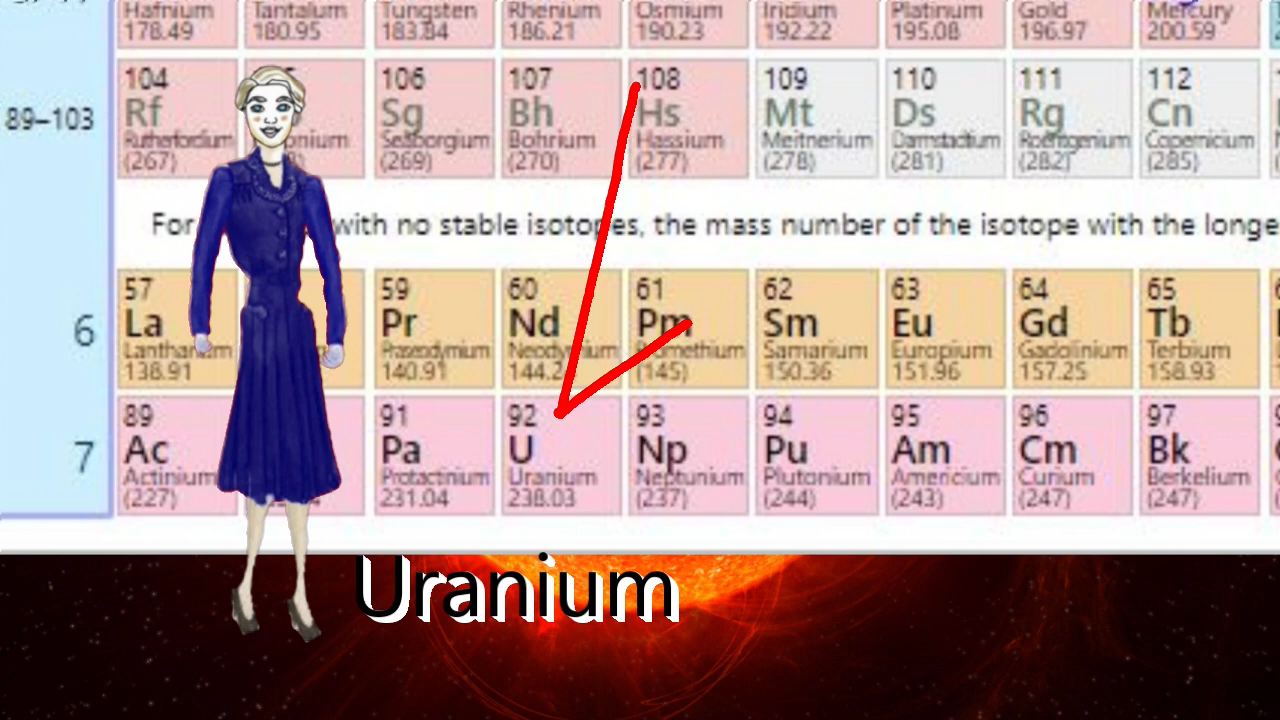 Hafnium Tantalum Tungsten Rhenium Osmium Iridium Platinum Gold Mercury
178.49 180.95 183.84 186.21 190.23 192.22 195.08 196.97 200.59
104 106 107 108 109 110 111 112
89–103 Rf Sg Bh Hs Mt Ds Rg Cn
Rutherfordium Seaborgium Bohrium Hassium Meitnerium Darmstadtium Roentgenium Copernicium
(267) (269) (270) (277) (278) (281) (282) (285)
For with no stable isotopes, the mass number of the isotope with the longe
57 59 60 61 62 63 64 65
6 La Pr Nd Pm Sm Eu Gd Tb
Lanthanum Praseodymium Neodymium Promethium Samarium Europium Gadolinium Terbium
138.91 140.91 144.2 (145) 150.36 151.96 157.25 158.93
89 91 92 93 94 95 96 97
7 Ac Pa U Np Pu Am Cm Bk
Actinium Protactinium Uranium Neptunium Plutonium Americium Curium Berkelium
(227) 231.04 238.03 (237) (244) (243) (247) (247)
Uranium